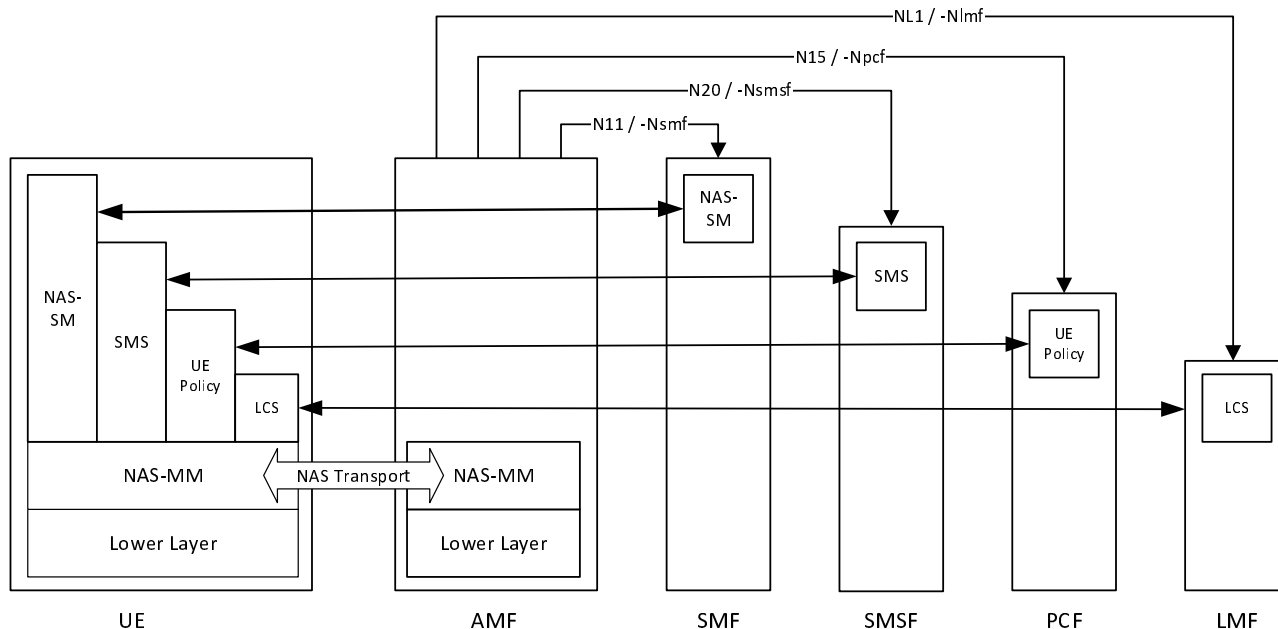 NL1 / -Nlmf
N15 / -Npcf
N20 / -Nsmsf
N11 / -Nsmf
NAS-
SM
SMS
UE
Policy
LCS
NAS-MM
Lower Layer
NAS Transport
NAS-MM
Lower Layer
NAS-
SM
SMS
UE
Policy
LCS
UE
AMF
SMF
SMSF
PCF
LMF